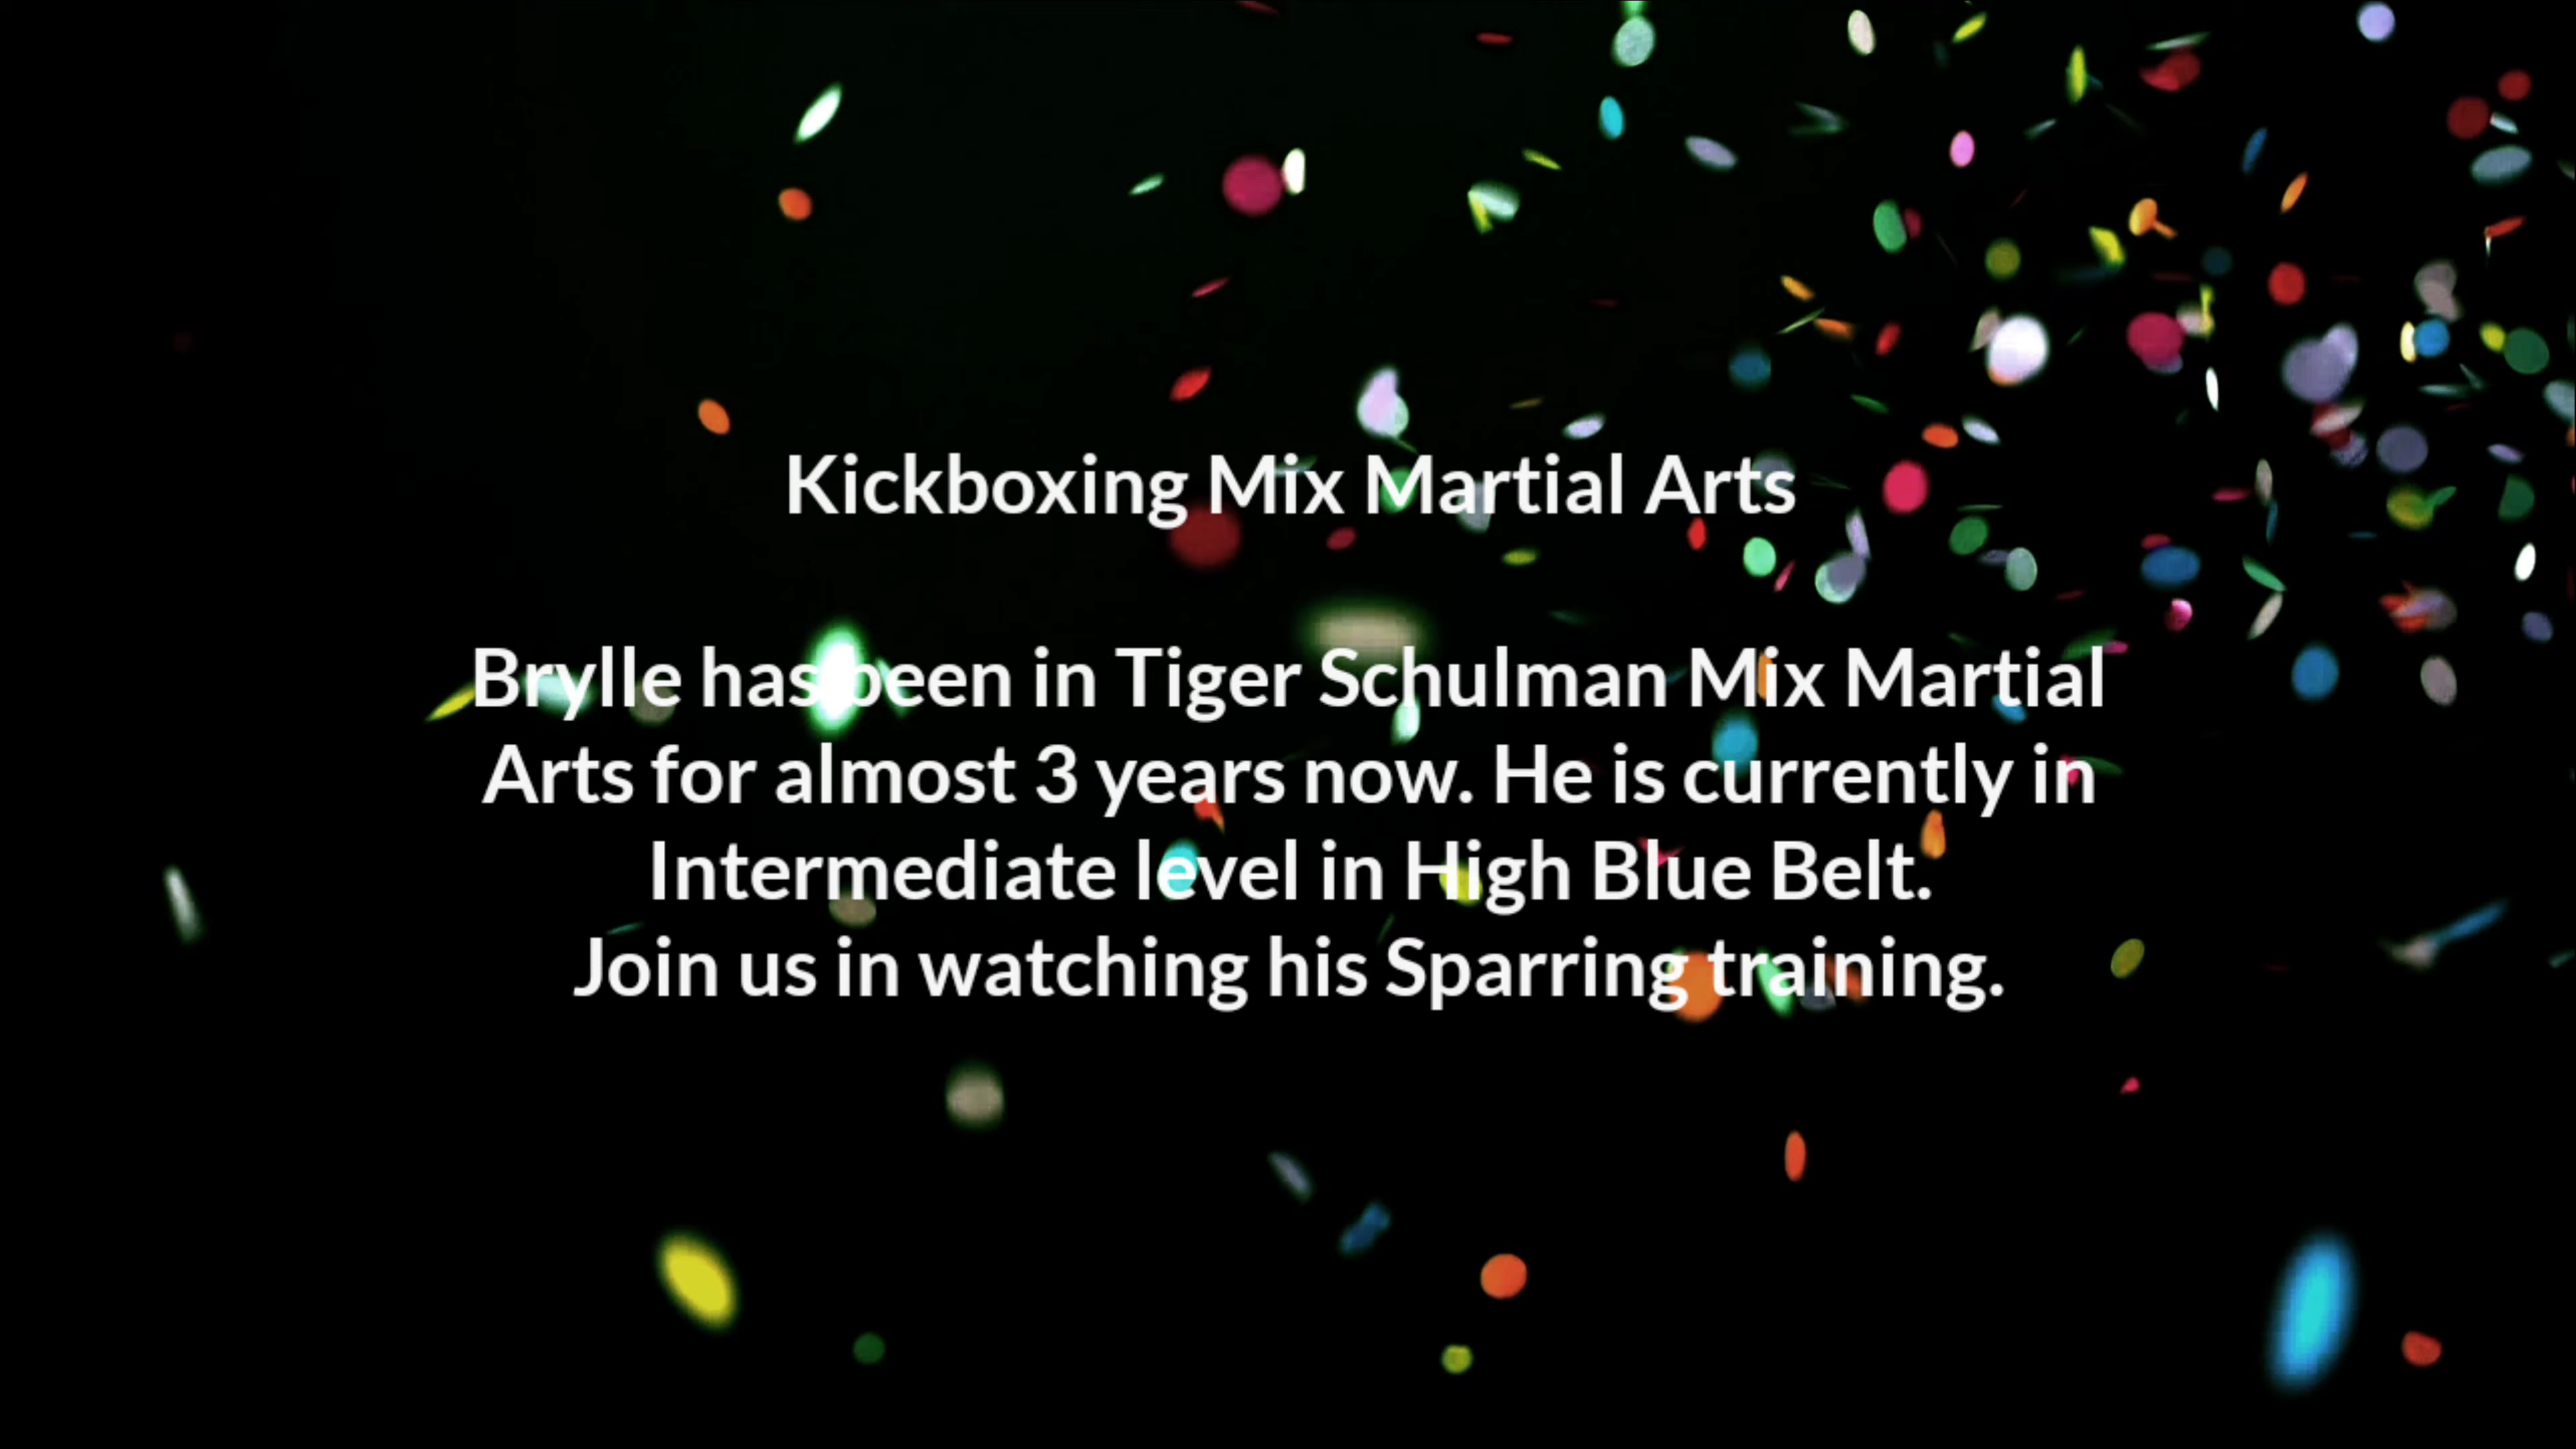 Kickboxing Mix Martial Arts
Brylle has been in Tiger Schulman Mix Martial
Arts for almost 3 years now. He is currently in
Intermediate level in High Blue Belt.
Join us in watching his Sparring training.